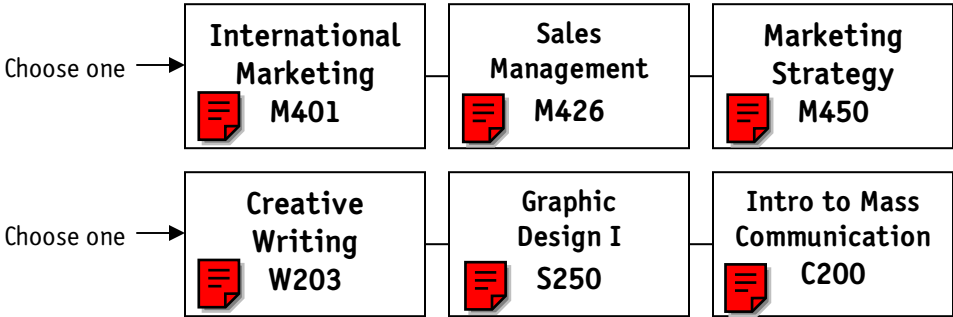 Choose one
International
Marketing
M401
Sales
Management
M426
Marketing
Strategy
M450
Choose one
Creative
Writing
W203
Graphic
Design I
S250
Intro to Mass
Communication
C200